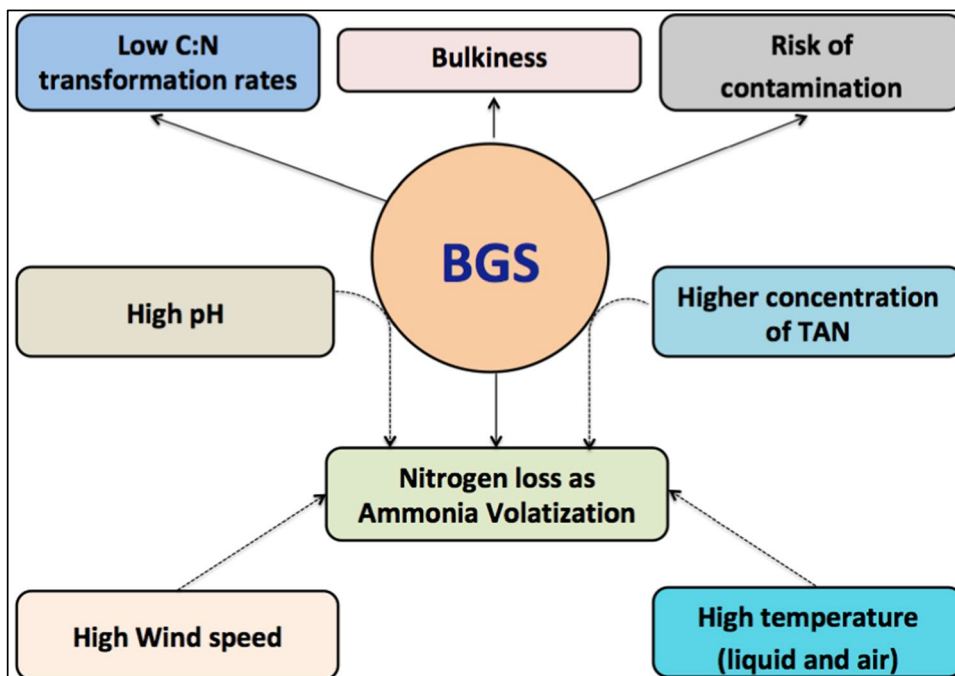 Low C:N
transformation rates
Bulkiness
Risk of
contamination
BGS
High pH
Higher concentration
of TAN
Nitrogen loss as
Ammonia Volatization
High Wind speed
High temperature
(liquid and air)